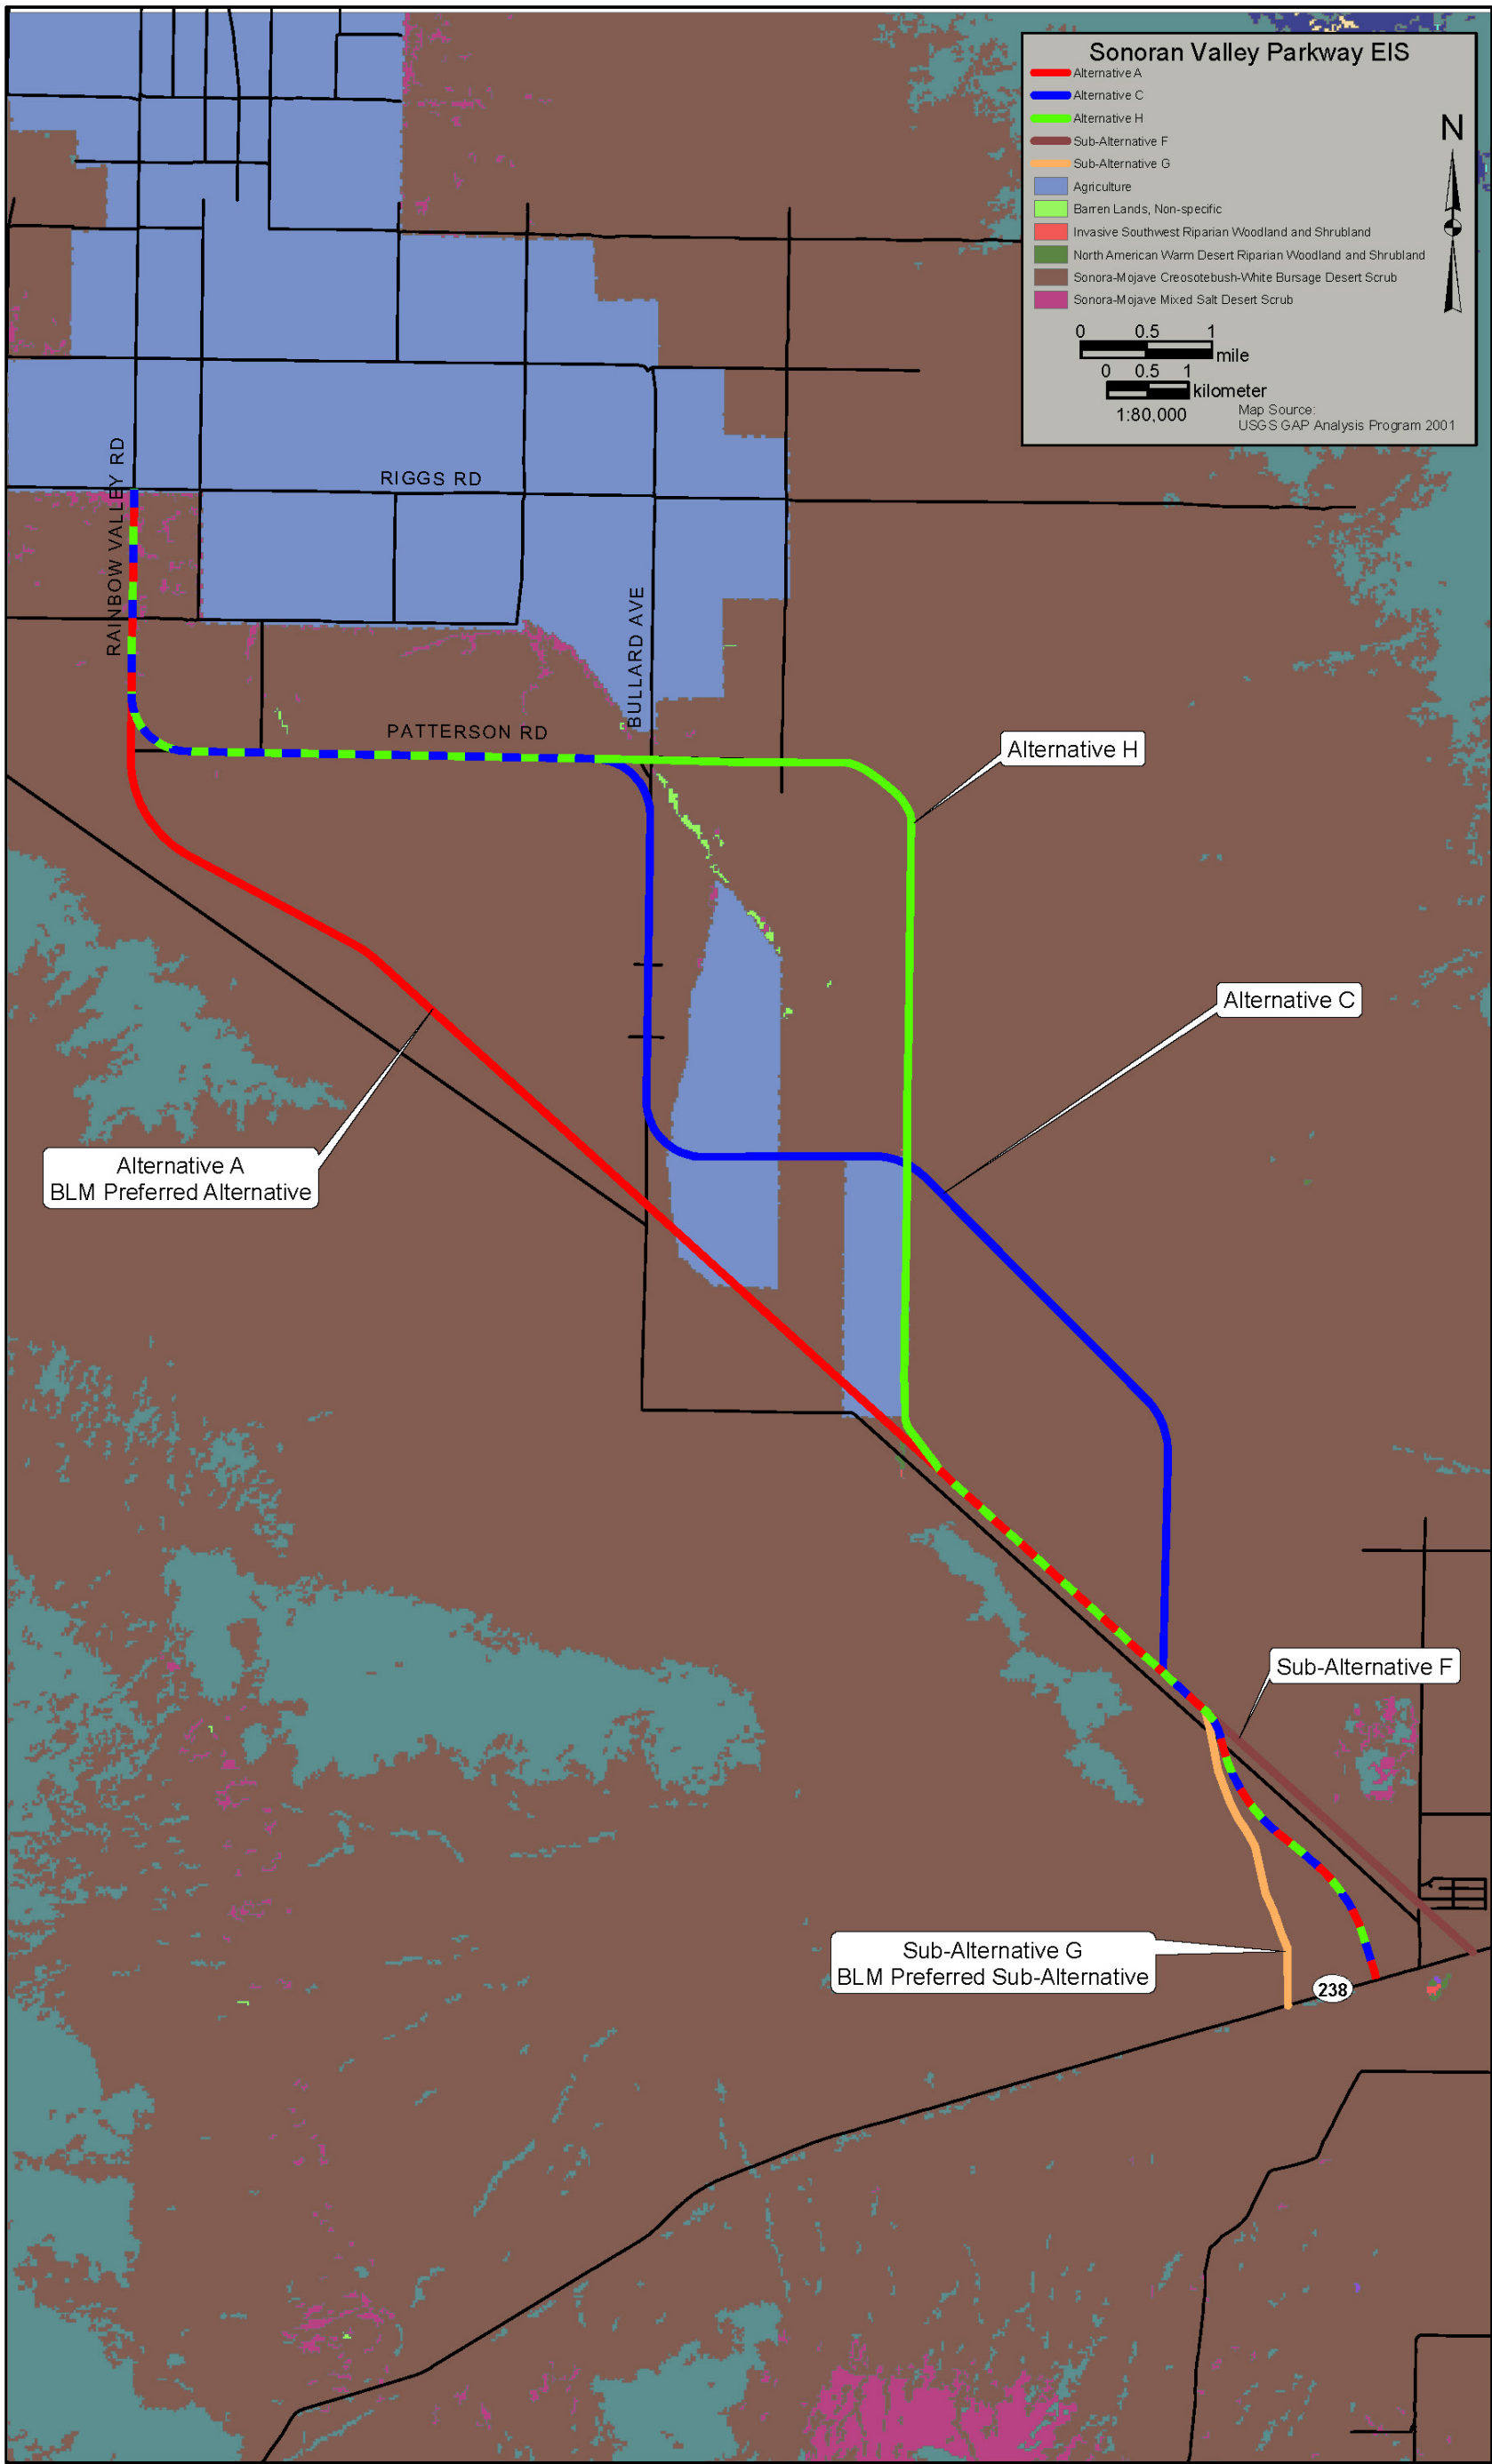 Sonoran Valley Parkway EIS
Alternative A
Alternative C
Alternative H
Sub-Alternative F
Sub-Alternative G
Agriculture
Barren Lands, Non-specific
Invasive Southwest Riparian Woodland and Shrubland
North American Warm Desert Riparian Woodland and Shrubland
Sonora-Mojave Creosotebush-White Bursage Desert Scrub
Sonora-Mojave Mixed Salt Desert Scrub
N
0 0.5 1
mile
0 0.5 1
kilometer
1:80,000
Map Source:
USGS GAP Analysis Program 2001
RAINBOW VALLEY RD
RIGGS RD
BULLARD AVE
PATTERSON RD
Alternative H
Alternative C
Alternative A
BLM Preferred Alternative
Sub-Alternative F
Sub-Alternative G
BLM Preferred Sub-Alternative
238